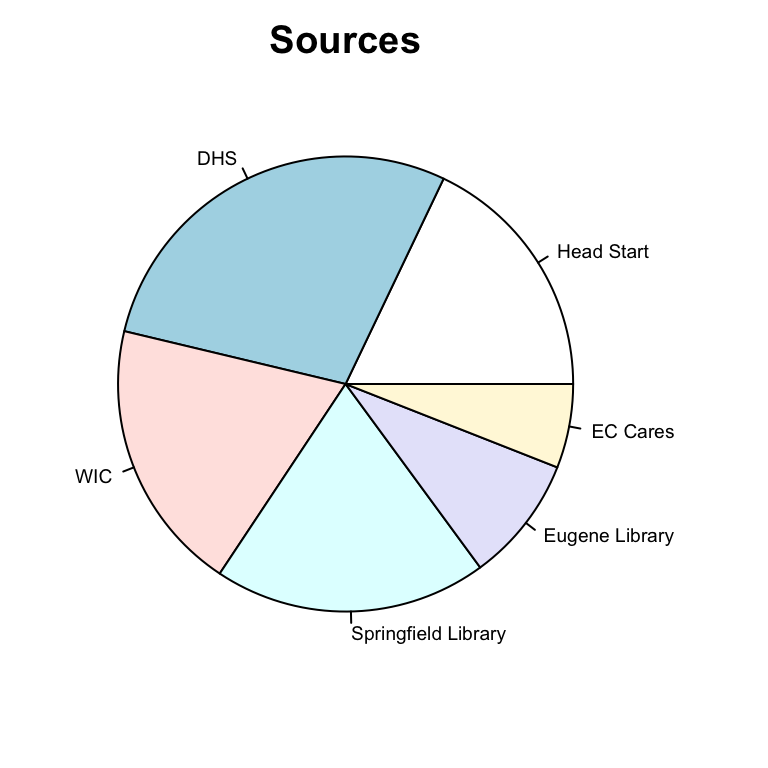 Sources
DHS
Head Start
EC Cares
WIC
Eugene Library
Springfield Library